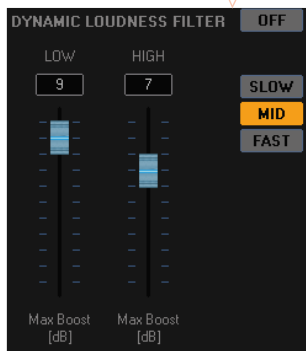 DYNAMIC LOUDNESS FILTER OFF
LOW HIGH
9 7
SLOW
MID
FAST
Max Boost Max Boost
[dB] [dB]